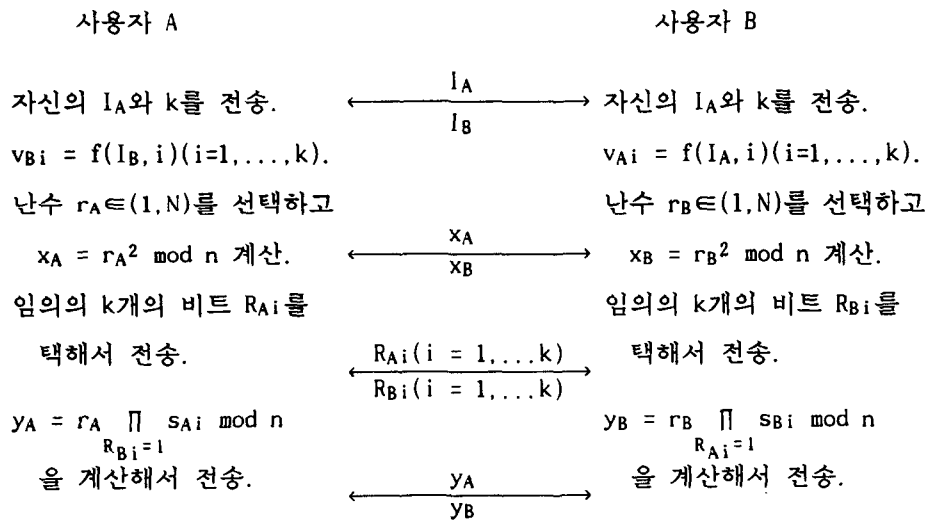 사용자 A 사용자 B
자신의 IA와 k를 전송. IA 자신의 IA와 k를 전송.
IB
vBi = f(IB, i)(i=1,...,k). vAi = f(IA, i)(i=1,...,k).
난수 rA∈(1,N)를 선택하고 난수 rB∈(1,N)를 선택하고
xA = rA² mod n 계산. xA xB = rB² mod n 계산.
xB
임의의 k개의 비트 RAi를 임의의 k개의 비트 RBi를
택해서 전송. RAi(i = 1,...k) 택해서 전송.
RBi(i = 1,...k)
yA = rA ∏ sAi mod n yB = rB ∏ sBi mod n
RBi=1 RAi=1
을 계산해서 전송. yA 을 계산해서 전송.
yB